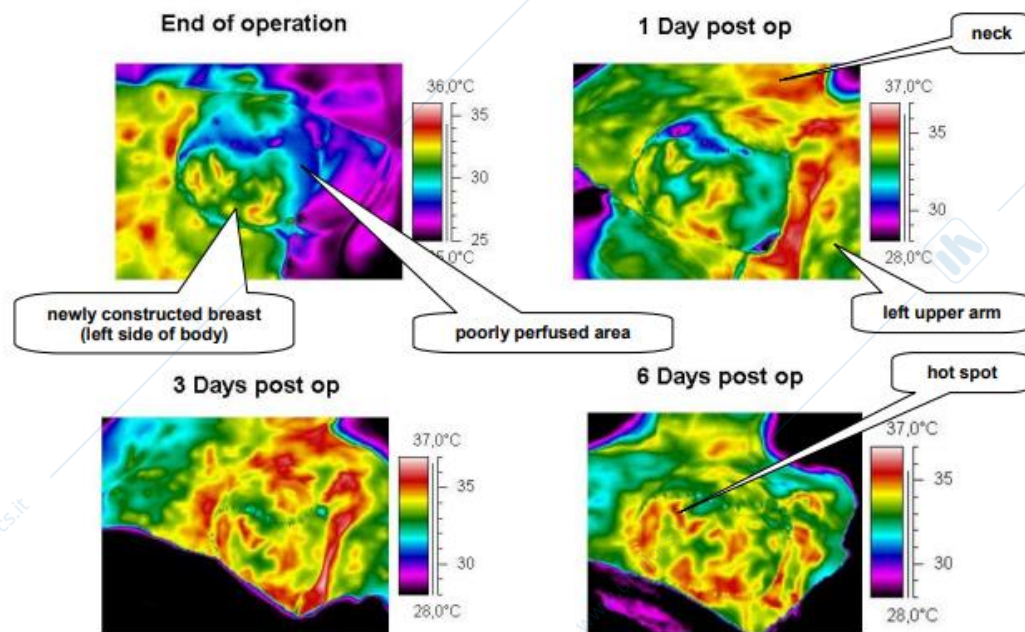 End of operation
1 Day post op
neck
36,0°C
35
30
25
37,0°C
35
30
28,0°C
newly constructed breast
(left side of body)
poorly perfused area
left upper arm
3 Days post op
6 Days post op
hot spot
37,0°C
35
30
28,0°C
37,0°C
35
30
28,0°C